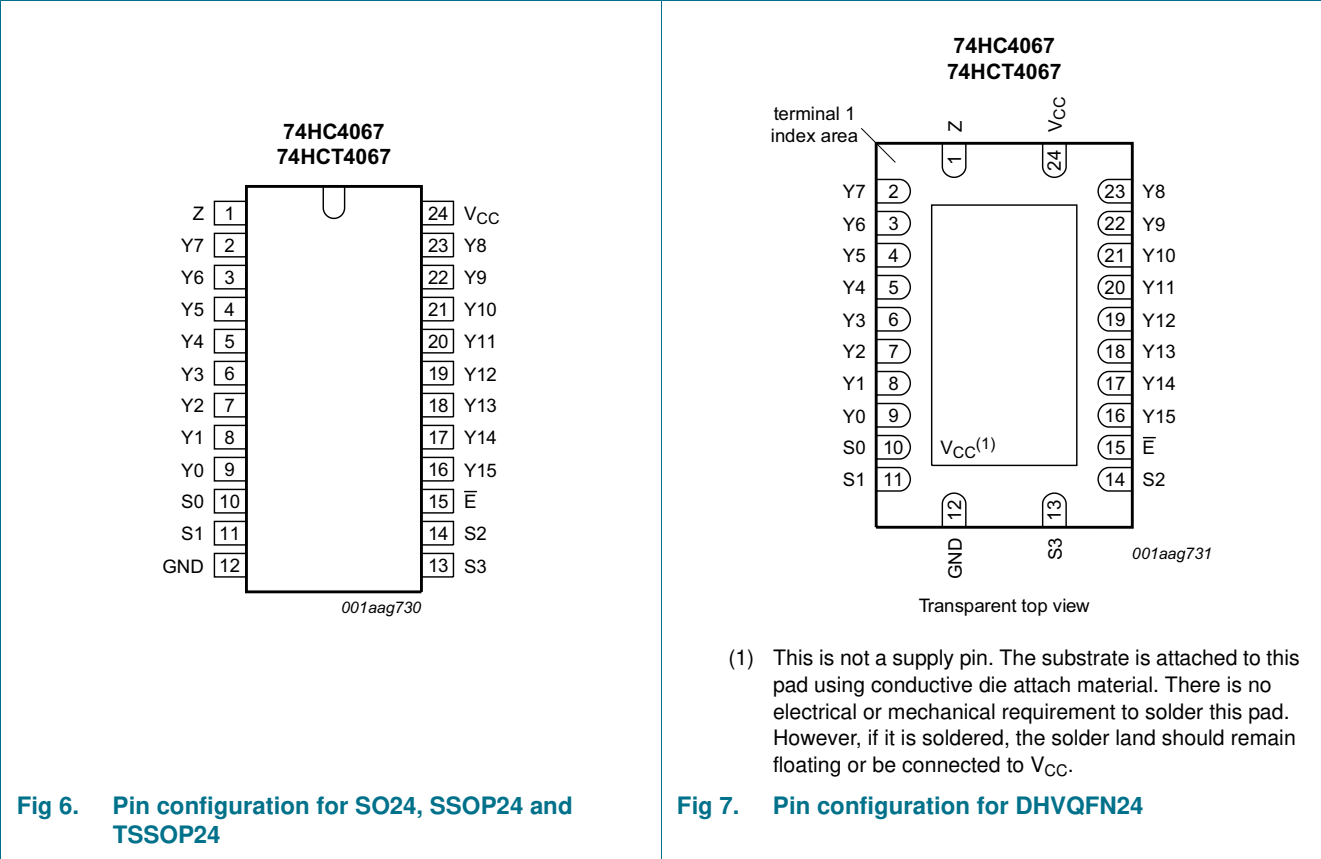 74HC4067
74HCT4067
Z 1
Y7 2
Y6 3
Y5 4
Y4 5
Y3 6
Y2 7
Y1 8
Y0 9
S0 10
S1 11
GND 12
24 VCC
23 Y8
22 Y9
21 Y10
20 Y11
19 Y12
18 Y13
17 Y14
16 Y15
15 E̅
14 S2
13 S3
001aag730
Fig 6. Pin configuration for SO24, SSOP24 and
TSSOP24
74HC4067
74HCT4067
terminal 1
index area
Z
1
VCC
24
Y7 2
Y6 3
Y5 4
Y4 5
Y3 6
Y2 7
Y1 8
Y0 9
S0 10
S1 11
23 Y8
22 Y9
21 Y10
20 Y11
19 Y12
18 Y13
17 Y14
16 Y15
15 E̅
14 S2
VCC(1)
12
GND
13
S3
001aag731
Transparent top view
(1) This is not a supply pin. The substrate is attached to this
pad using conductive die attach material. There is no
electrical or mechanical requirement to solder this pad.
However, if it is soldered, the solder land should remain
floating or be connected to VCC.
Fig 7. Pin configuration for DHVQFN24